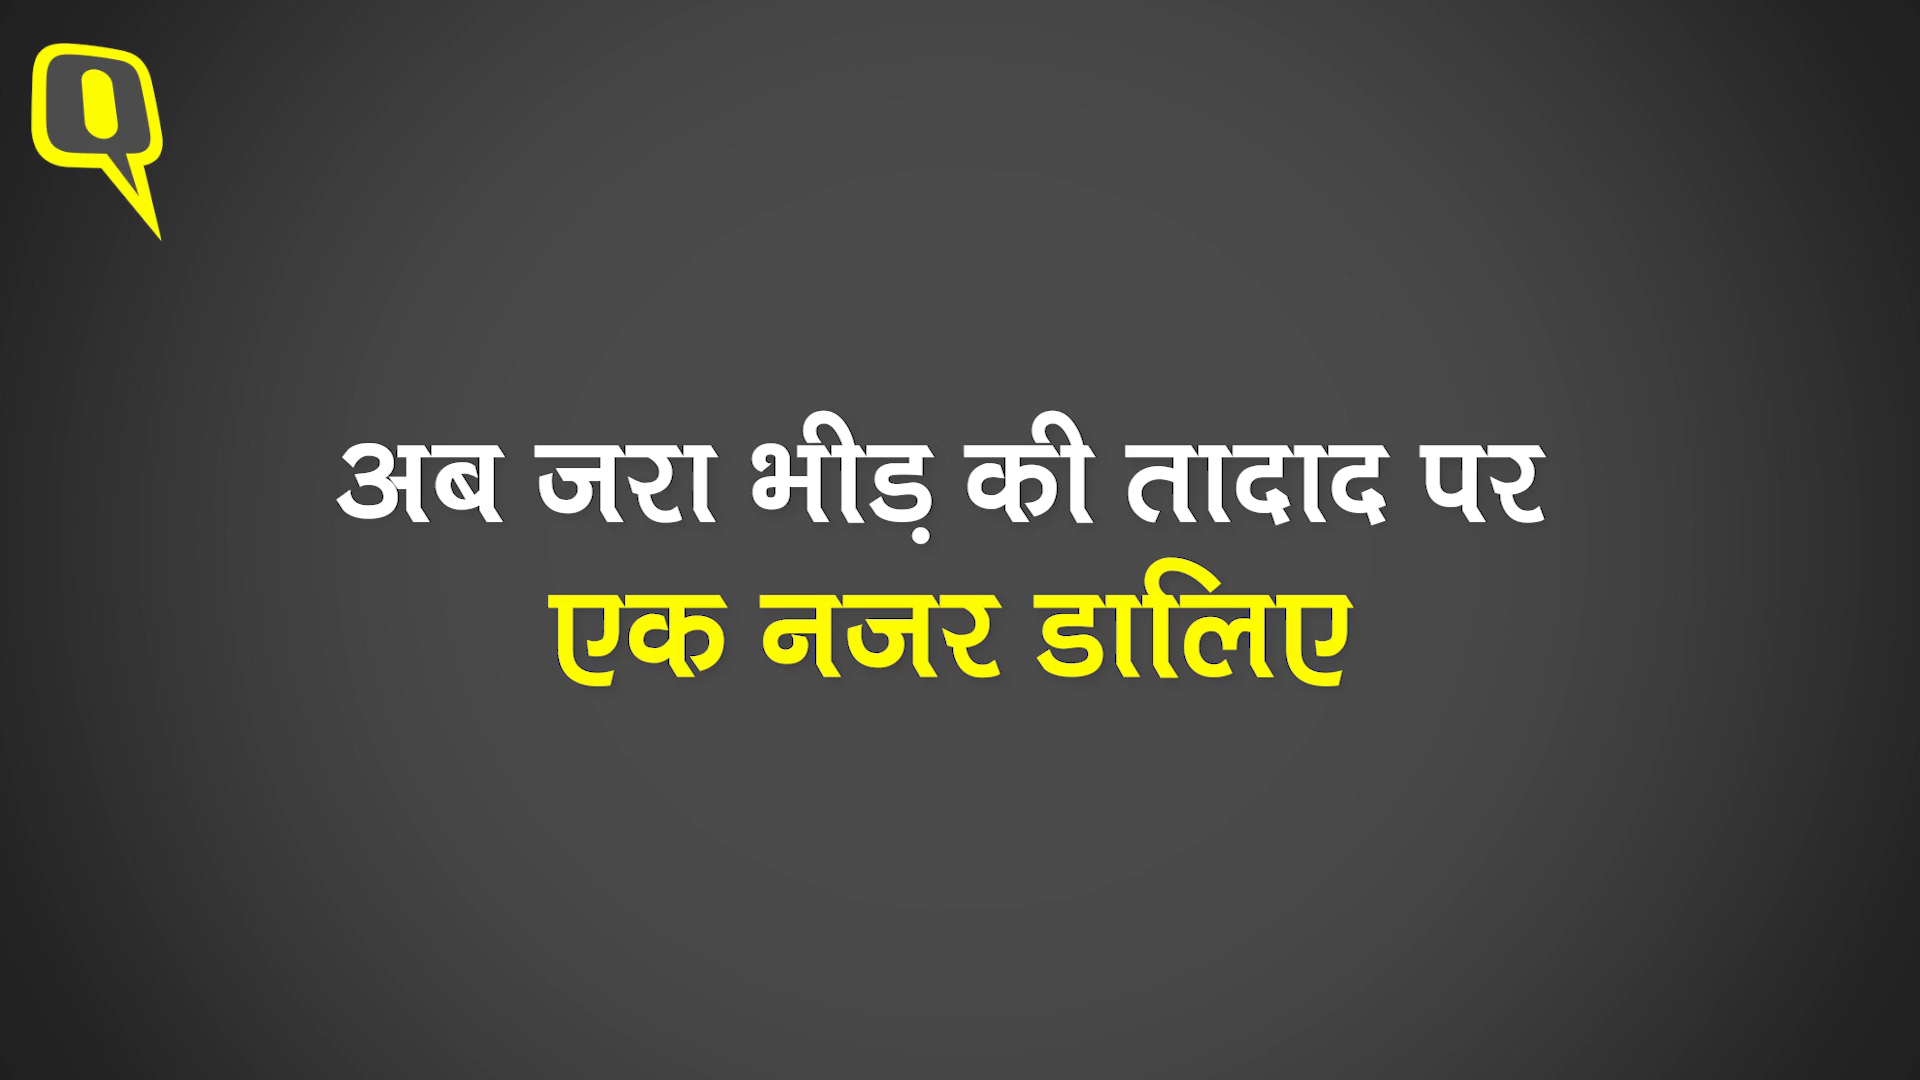 अब जरा भीड़ की तादाद पर
एक नजर डालिए